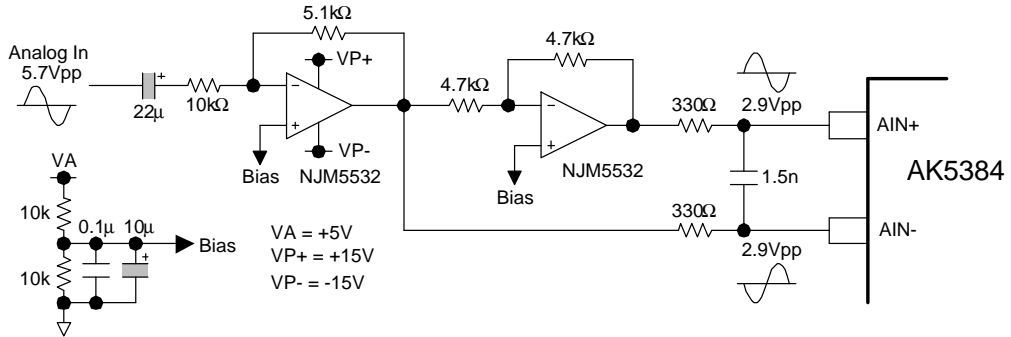 5.1kΩ
Analog In
5.7Vpp
VP+
4.7kΩ
4.7kΩ
330Ω
2.9Vpp
+
22μ
10kΩ
−
+
−
+
AIN+
VP-
Bias
NJM5532
Bias
NJM5532
1.5n
AK5384
VA
10k
0.1μ
10μ
+
Bias
10k
VA = +5V
VP+ = +15V
VP- = -15V
330Ω
AIN-
2.9Vpp